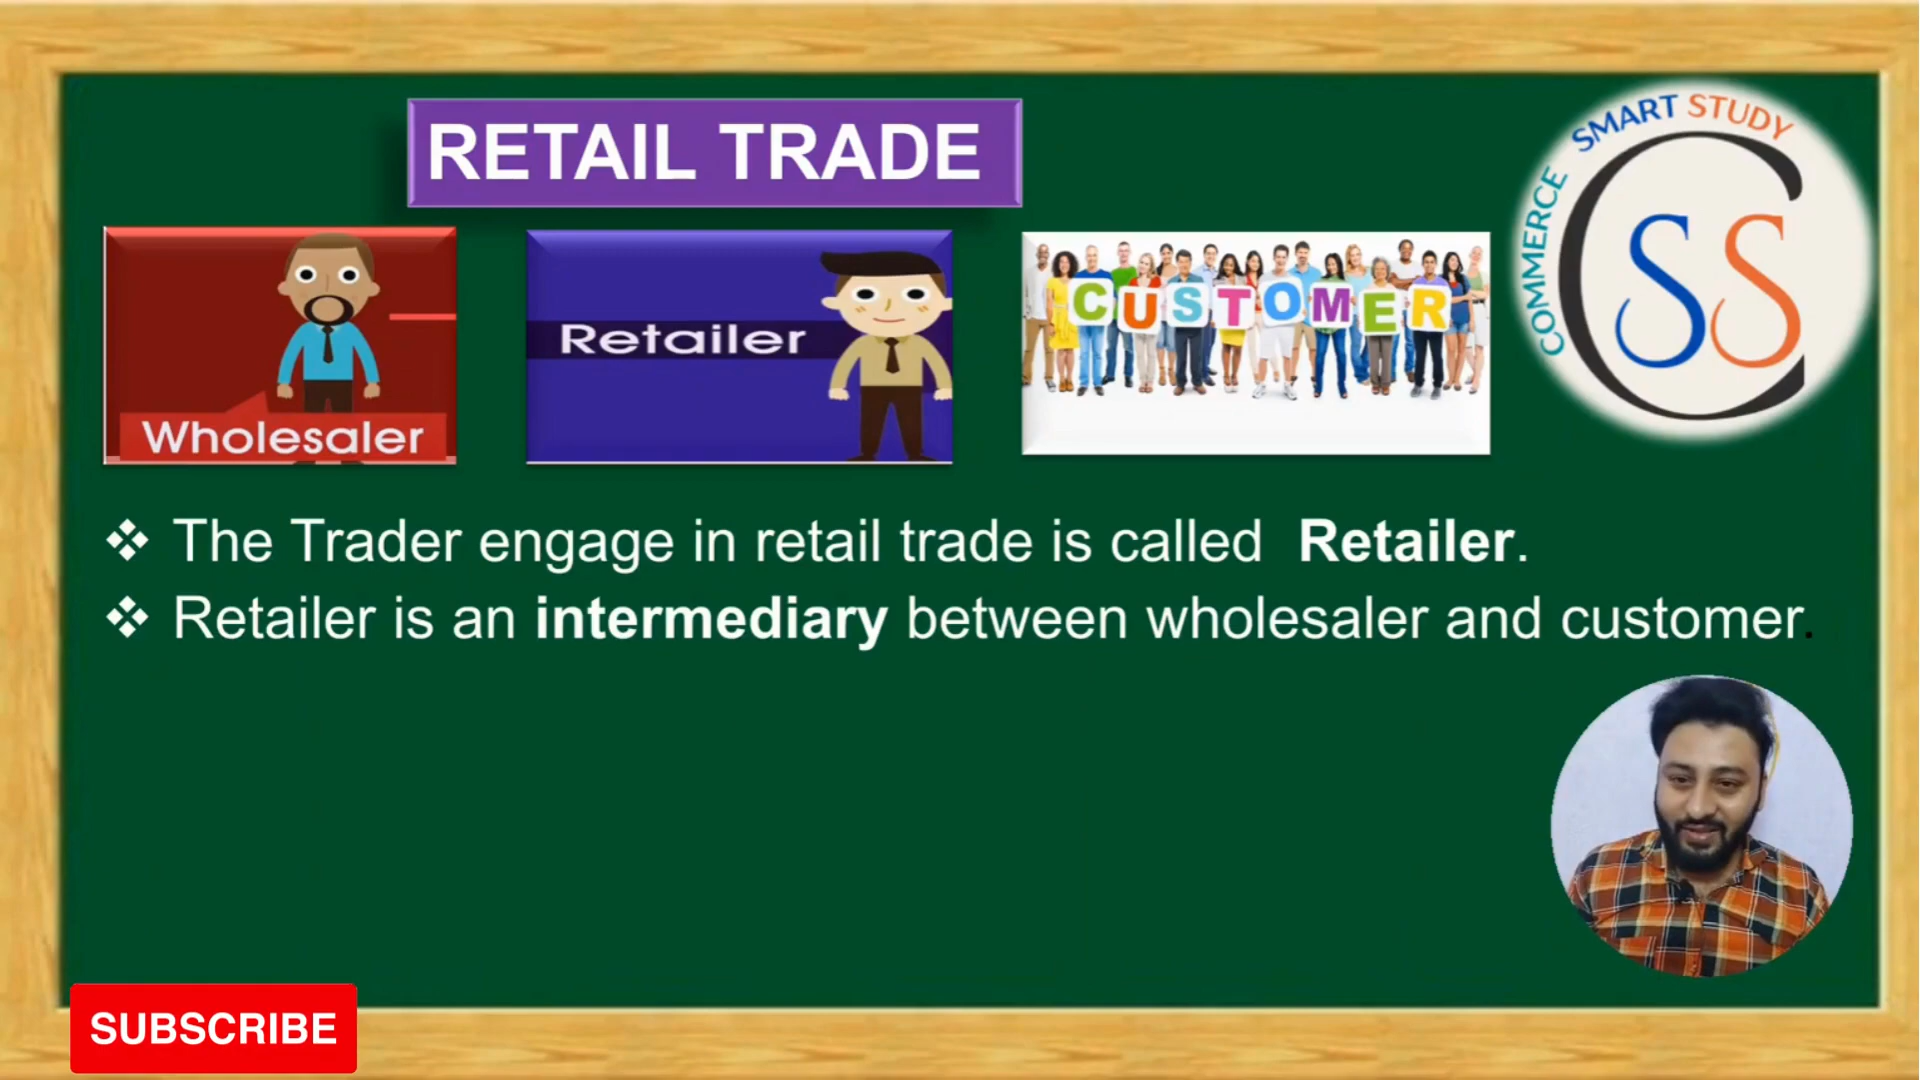 RETAIL TRADE
COMMERCE SMART STUDY
CSS
Wholesaler
Retailer
CUSTOMER
❖ The Trader engage in retail trade is called Retailer.
❖ Retailer is an intermediary between wholesaler and customer.
SUBSCRIBE